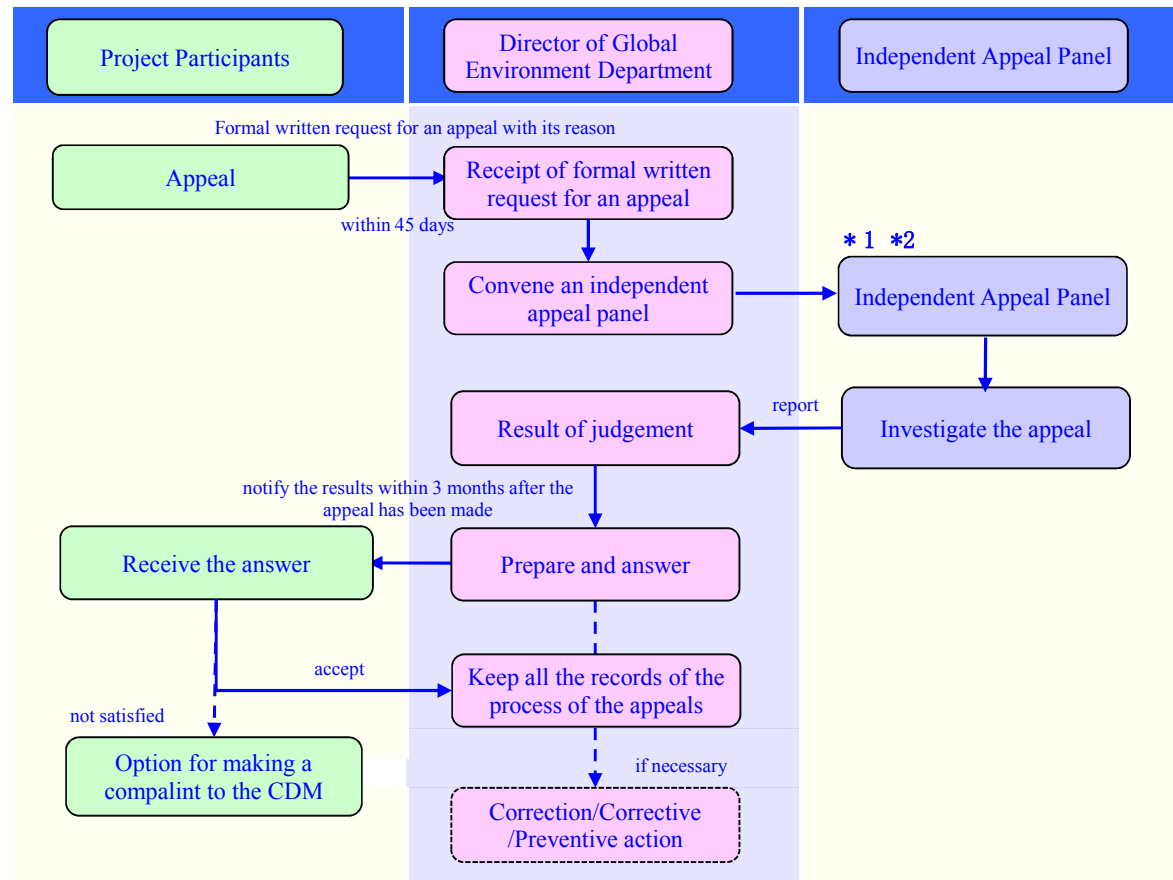 Project Participants
Director of Global
Environment Department
Independent Appeal Panel
Formal written request for an appeal with its reason
Appeal
Receipt of formal written
request for an appeal
within 45 days
* 1 *2
Convene an independent
appeal panel
Independent Appeal Panel
Result of judgement
report
Investigate the appeal
notify the results within 3 months after the
appeal has been made
Receive the answer
Prepare and answer
accept
Keep all the records of the
process of the appeals
not satisfied
Option for making a
compalint to the CDM
if necessary
Correction/Corrective
/Preventive action